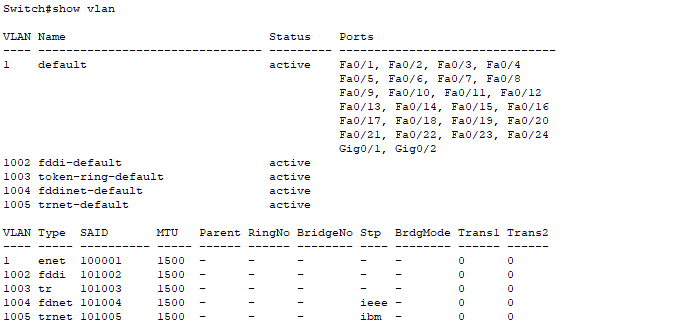 Switch#show vlan
VLAN Name                             Status    Ports
---- -------------------------------- --------- -------------------------------
1    default                          active    Fa0/1, Fa0/2, Fa0/3, Fa0/4
                                                Fa0/5, Fa0/6, Fa0/7, Fa0/8
                                                Fa0/9, Fa0/10, Fa0/11, Fa0/12
                                                Fa0/13, Fa0/14, Fa0/15, Fa0/16
                                                Fa0/17, Fa0/18, Fa0/19, Fa0/20
                                                Fa0/21, Fa0/22, Fa0/23, Fa0/24
                                                Gig0/1, Gig0/2
1002 fddi-default                     active
1003 token-ring-default               active
1004 fddinet-default                  active
1005 trnet-default                    active
VLAN Type  SAID       MTU   Parent RingNo BridgeNo Stp  BrdgMode Trans1 Trans2
---- ----- ---------- ----- ------ ------ -------- ---- -------- ------ ------
1    enet  100001     1500  -      -      -        -    -        0      0
1002 fddi  101002     1500  -      -      -        -    -        0      0
1003 tr    101003     1500  -      -      -        -    -        0      0
1004 fdnet 101004     1500  -      -      -        ieee -        0      0
1005 trnet 101005     1500  -      -      -        ibm  -        0      0